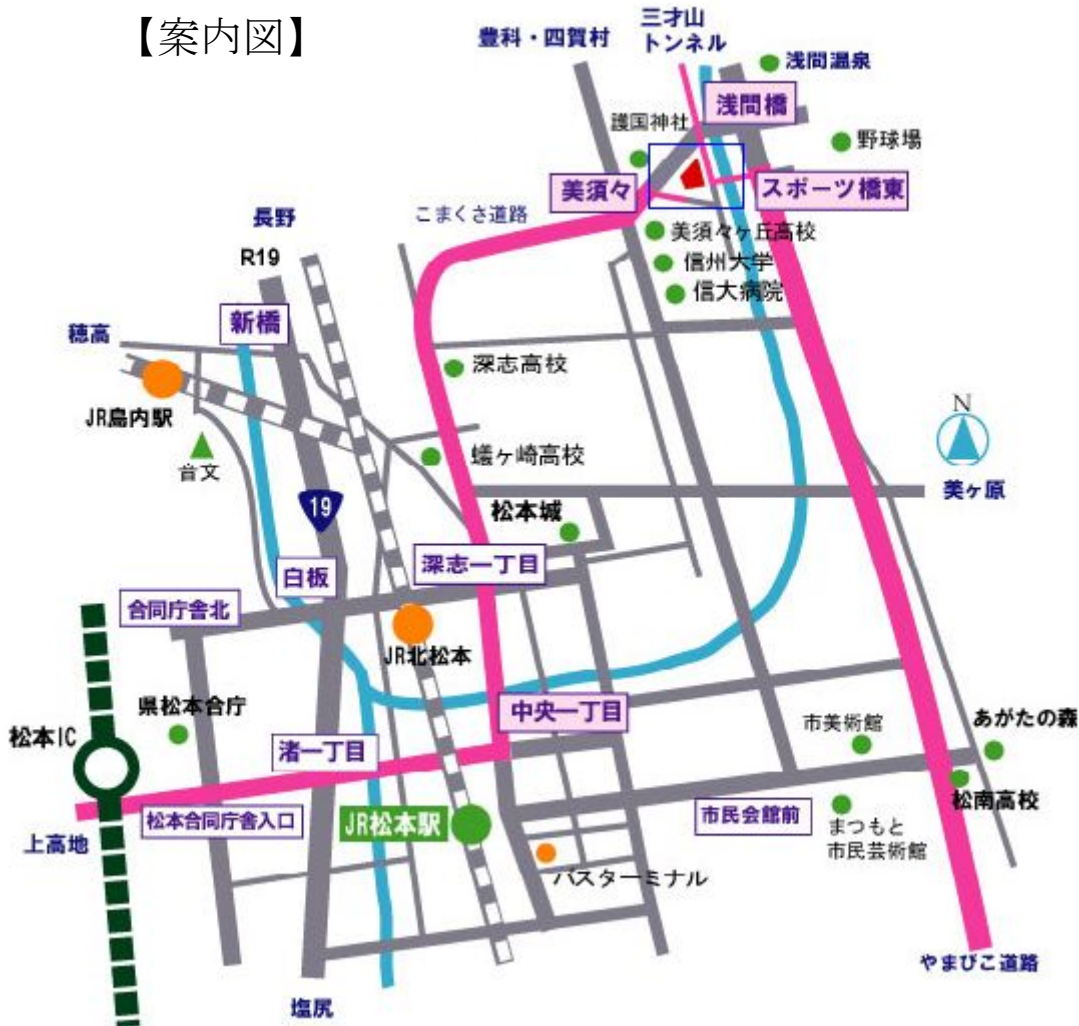 【案内図】
三才山
トンネル
豊科・四賀村
浅間温泉
浅間橋
護国神社
野球場
美須々
スポーツ橋東
こまくさ道路
長野
R19
美須々ヶ丘高校
信州大学
信大病院
新橋
穂高
深志高校
JR島内駅
N
音文
蟻ヶ崎高校
美ヶ原
19
松本城
深志一丁目
白板
合同庁舎北
JR北松本
県松本合庁
中央一丁目
市美術館
あがたの森
松本IC
渚一丁目
松本合同庁舎入口
JR松本駅
市民会館前
松南高校
まつもと
市民芸術館
上高地
バスターミナル
やまびこ道路
塩尻